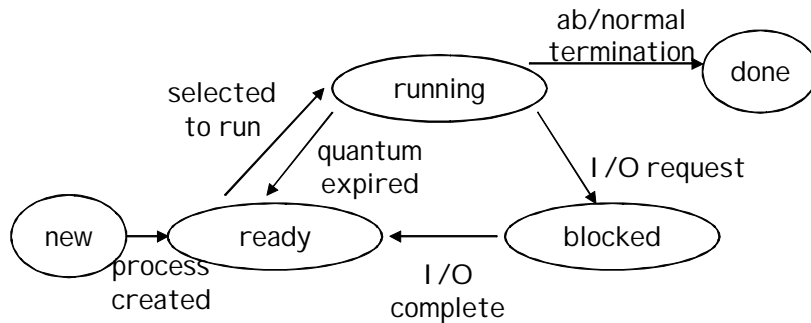 ab/normal
termination
done
running
selected
to run
quantum
expired
I/O request
new
ready
blocked
process
created
I/O
complete